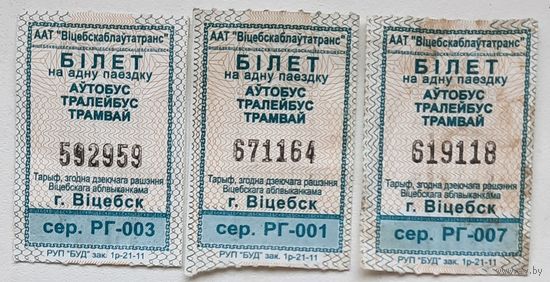 ААТ "Віцебскаблаўтатранс"
БІЛЕТ
на адну паездку
АЎТОБУС
ТРАЛЕЙБУС
ТРАМВАЙ
592959
Тарыф, згодна дзеючага рашэння
Віцебскага аблвыканкама
г. Віцебск
сер. РГ-003
РУП "БУД" зак. 1р-21-11
ААТ "Віцебскаблаўтатранс"
БІЛЕТ
на адну паездку
АЎТОБУС
ТРАЛЕЙБУС
ТРАМВАЙ
671164
Тарыф, згодна дзеючага рашэння
Віцебскага аблвыканкама
г. Віцебск
сер. РГ-001
РУП "БУД" зак. 1р-21-11
ААТ "Віцебскаблаўтатранс"
БІЛЕТ
на адну паездку
АЎТОБУС
ТРАЛЕЙБУС
ТРАМВАЙ
619118
Тарыф, згодна дзеючага рашэння
Віцебскага аблвыканкама
г. Віцебск
сер. РГ-007
РУП "БУД" зак. 1р-21-11